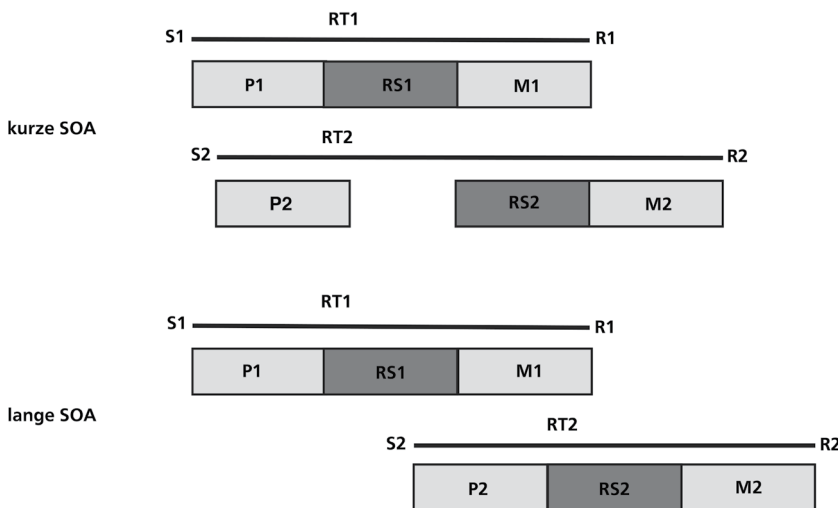 RT1
S1 R1
P1 RS1 M1
kurze SOA
RT2
S2 R2
P2 RS2 M2
RT1
S1 R1
P1 RS1 M1
lange SOA
RT2
S2 R2
P2 RS2 M2